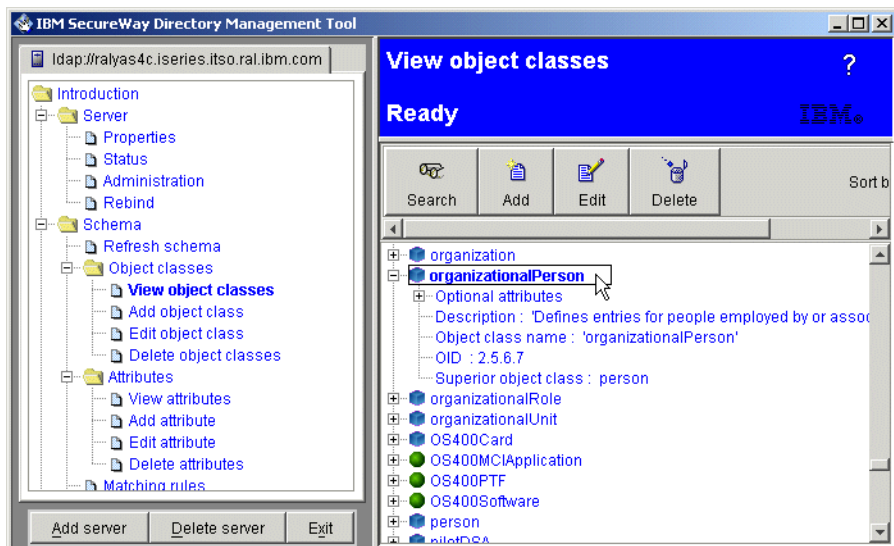 IBM SecureWay Directory Management Tool
ldap://ralyas4c.iseries.itso.ral.ibm.com
Introduction
Server
Properties
Status
Administration
Rebind
Schema
Refresh schema
Object classes
View object classes
Add object class
Edit object class
Delete object classes
Attributes
View attributes
Add attribute
Edit attribute
Delete attributes
Matching rules
Add server
Delete server
Exit
View object classes
?
Ready
IBM
Search
Add
Edit
Delete
Sort b
organization
organizationalPerson
Optional attributes
Description : 'Defines entries for people employed by or assoc
Object class name : 'organizationalPerson'
OID : 2.5.6.7
Superior object class : person
organizationalRole
organizationalUnit
OS400Card
OS400MCIApplication
OS400PTF
OS400Software
person
pilotDSA